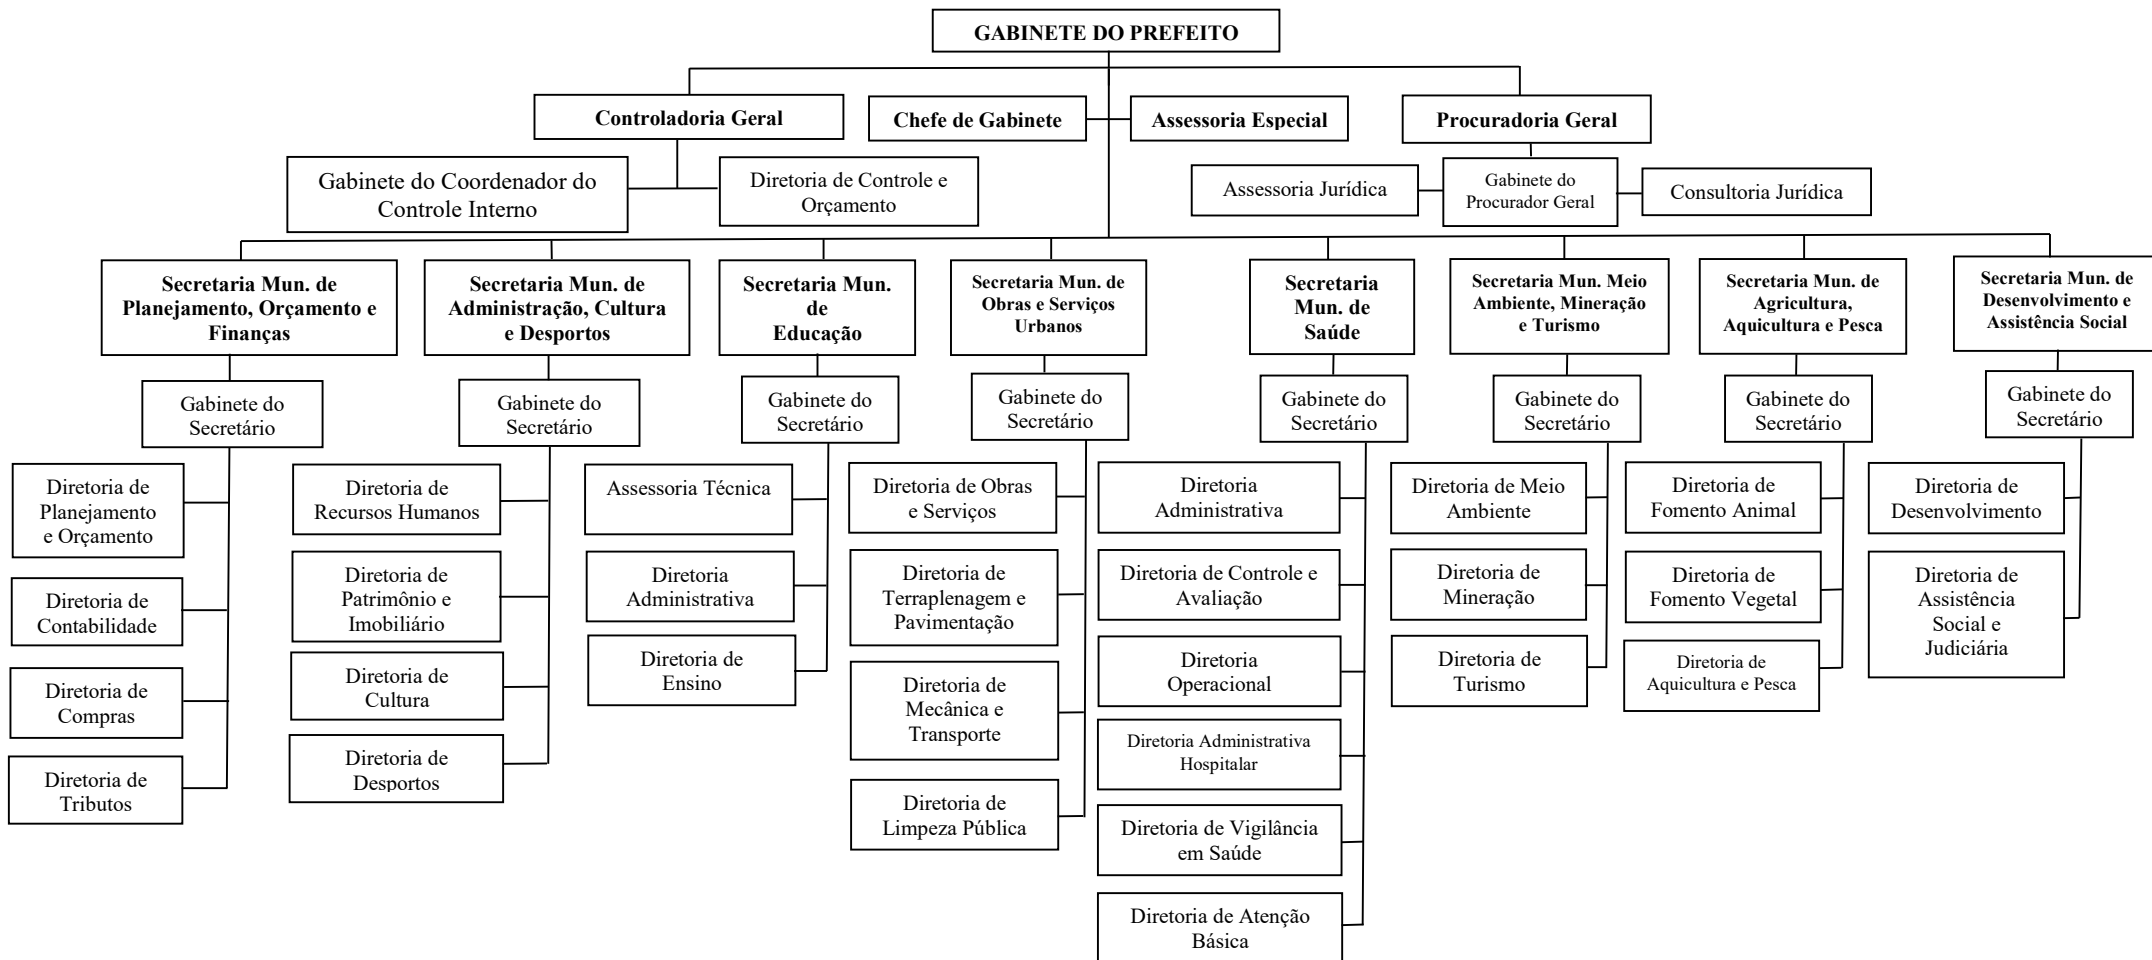 GABINETE DO PREFEITO
Controladoria Geral
Chefe de Gabinete
Assessoria Especial
Procuradoria Geral
Gabinete do Coordenador do
Controle Interno
Diretoria de Controle e
Orçamento
Assessoria Jurídica
Gabinete do
Procurador Geral
Consultoria Jurídica
Secretaria Mun. de
Planejamento, Orçamento e
Finanças
Secretaria Mun. de
Administração, Cultura
e Desportos
Secretaria Mun.
de
Educação
Secretaria Mun. de
Obras e Serviços
Urbanos
Secretaria
Mun. de
Saúde
Secretaria Mun. Meio
Ambiente, Mineração
e Turismo
Secretaria Mun. de
Agricultura,
Aquicultura e Pesca
Secretaria Mun. de
Desenvolvimento e
Assistência Social
Gabinete do
Secretário
Gabinete do
Secretário
Gabinete do
Secretário
Gabinete do
Secretário
Gabinete do
Secretário
Gabinete do
Secretário
Gabinete do
Secretário
Gabinete do
Secretário
Diretoria de
Planejamento
e Orçamento
Diretoria de
Contabilidade
Diretoria de
Compras
Diretoria de
Tributos
Diretoria de
Recursos Humanos
Diretoria de
Patrimônio e
Imobiliário
Diretoria de
Cultura
Diretoria de
Desportos
Assessoria Técnica
Diretoria
Administrativa
Diretoria de
Ensino
Diretoria de Obras
e Serviços
Diretoria de
Terraplenagem e
Pavimentação
Diretoria de
Mecânica e
Transporte
Diretoria de
Limpeza Pública
Diretoria
Administrativa
Diretoria de Controle e
Avaliação
Diretoria
Operacional
Diretoria Administrativa
Hospitalar
Diretoria de Vigilância
em Saúde
Diretoria de Atenção
Básica
Diretoria de Meio
Ambiente
Diretoria de
Mineração
Diretoria de
Turismo
Diretoria de
Fomento Animal
Diretoria de
Fomento Vegetal
Diretoria de
Aquicultura e Pesca
Diretoria de
Desenvolvimento
Diretoria de
Assistência
Social e
Judiciária